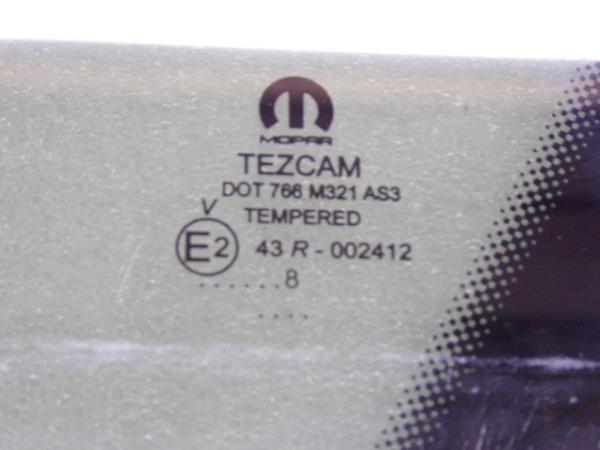 MOPAR
TEZCAM
DOT 766 M321 AS3
V
TEMPERED
E2 43 R - 002412
......8
....